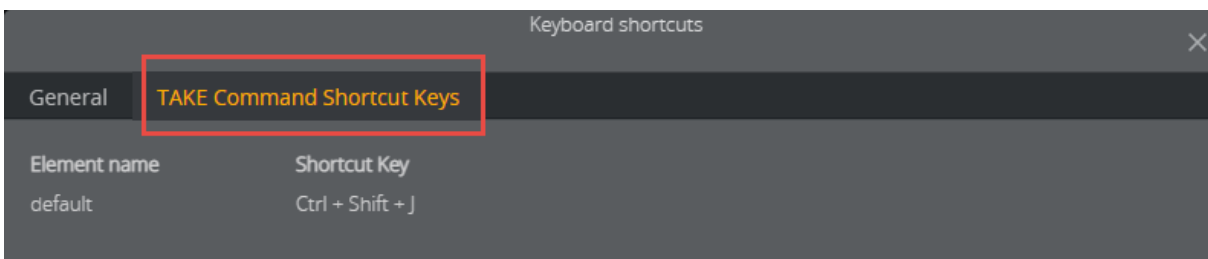 Keyboard shortcuts
General TAKE Command Shortcut Keys
Element name Shortcut Key
default Ctrl + Shift + J